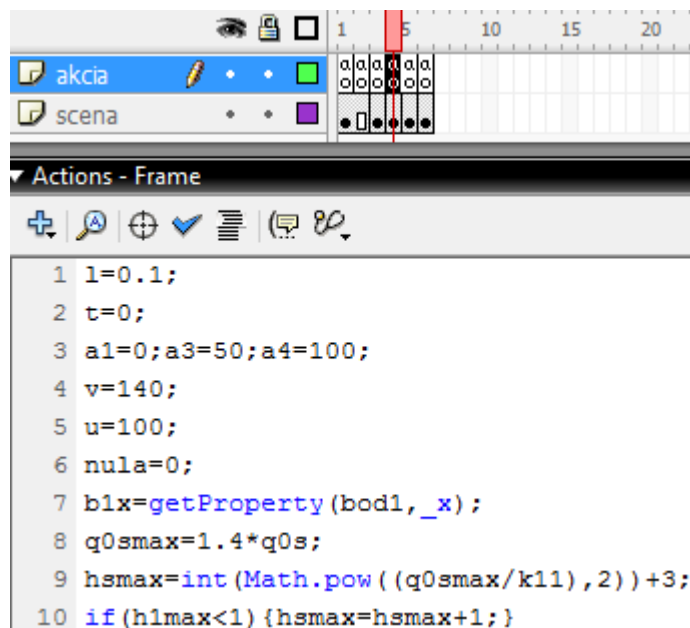 1 5 10 15 20
akcia a a a a a a
scena
Actions - Frame
1 l=0.1;
2 t=0;
3 a1=0;a3=50;a4=100;
4 v=140;
5 u=100;
6 nula=0;
7 b1x=getProperty(bod1,_x);
8 q0smax=1.4*q0s;
9 hsmax=int(Math.pow((q0smax/k11),2))+3;
10 if(h1max<1){hsmax=hsmax+1;}